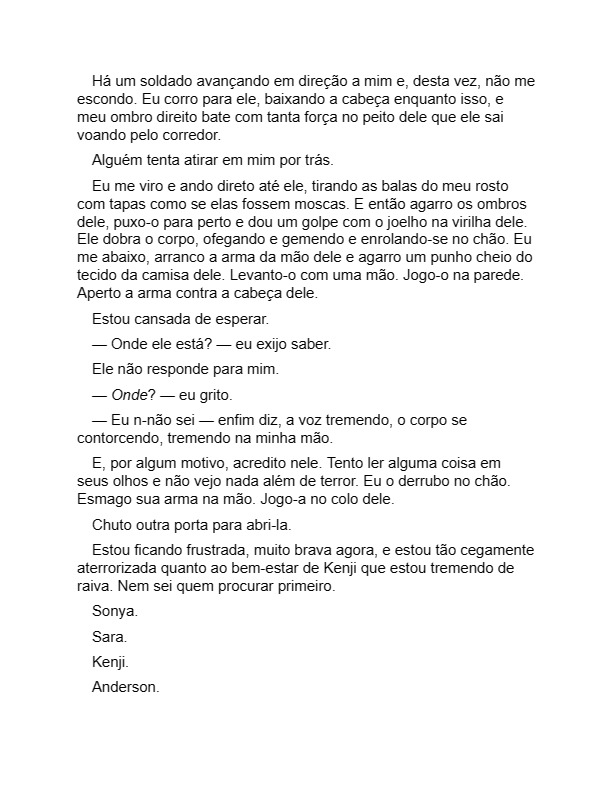 Há um soldado avançando em direção a mim e, desta vez, não me
escondo. Eu corro para ele, baixando a cabeça enquanto isso, e
meu ombro direito bate com tanta força no peito dele que ele sai
voando pelo corredor.
Alguém tenta atirar em mim por trás.
Eu me viro e ando direto até ele, tirando as balas do meu rosto
com tapas como se elas fossem moscas. E então agarro os ombros
dele, puxo-o para perto e dou um golpe com o joelho na virilha dele.
Ele dobra o corpo, ofegando e gemendo e enrolando-se no chão. Eu
me abaixo, arranco a arma da mão dele e agarro um punho cheio do
tecido da camisa dele. Levanto-o com uma mão. Jogo-o na parede.
Aperto a arma contra a cabeça dele.
Estou cansada de esperar.
— Onde ele está? — eu exijo saber.
Ele não responde para mim.
— Onde? — eu grito.
— Eu n-não sei — enfim diz, a voz tremendo, o corpo se
contorcendo, tremendo na minha mão.
E, por algum motivo, acredito nele. Tento ler alguma coisa em
seus olhos e não vejo nada além de terror. Eu o derrubo no chão.
Esmago sua arma na mão. Jogo-a no colo dele.
Chuto outra porta para abri-la.
Estou ficando frustrada, muito brava agora, e estou tão cegamente
aterrorizada quanto ao bem-estar de Kenji que estou tremendo de
raiva. Nem sei quem procurar primeiro.
Sonya.
Sara.
Kenji.
Anderson.